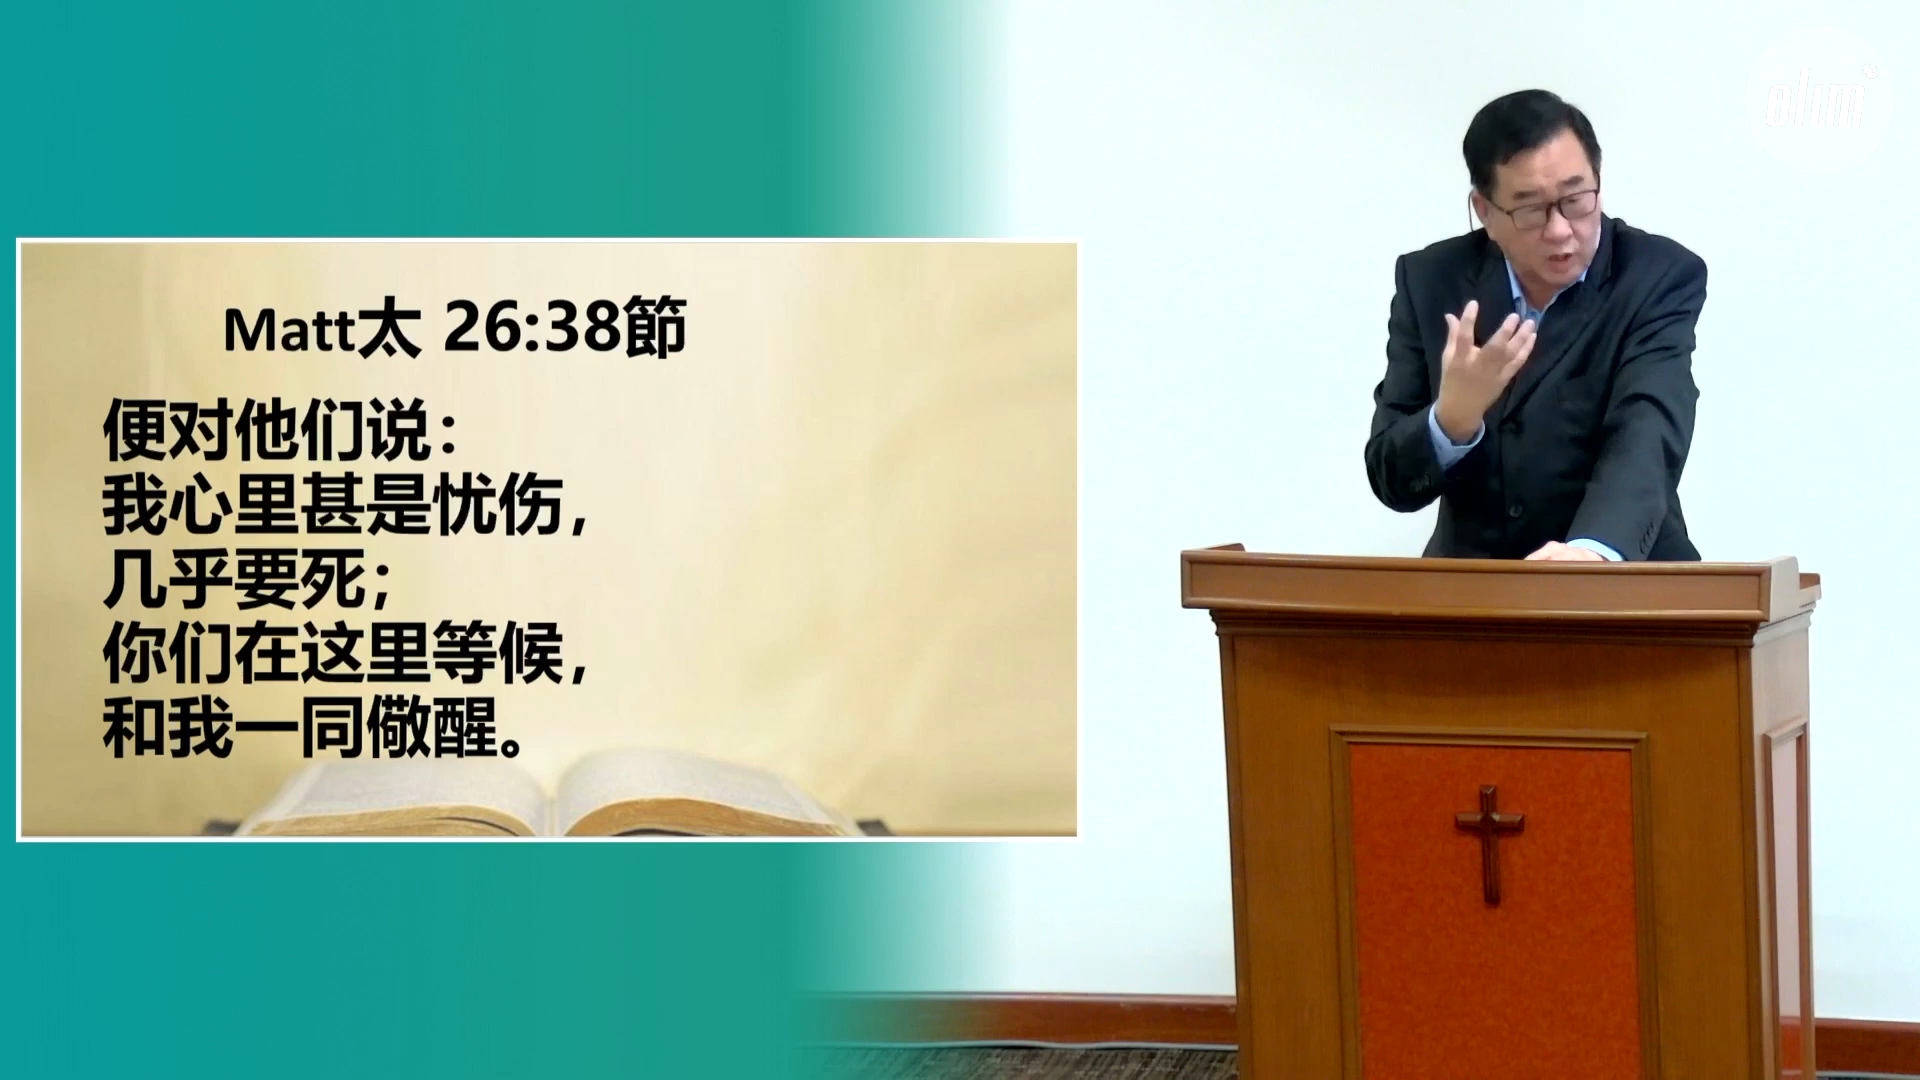 Matt太 26:38節
便对他们说：
我心里甚是忧伤，
几乎要死；
你们在这里等候，
和我一同儆醒。
olm